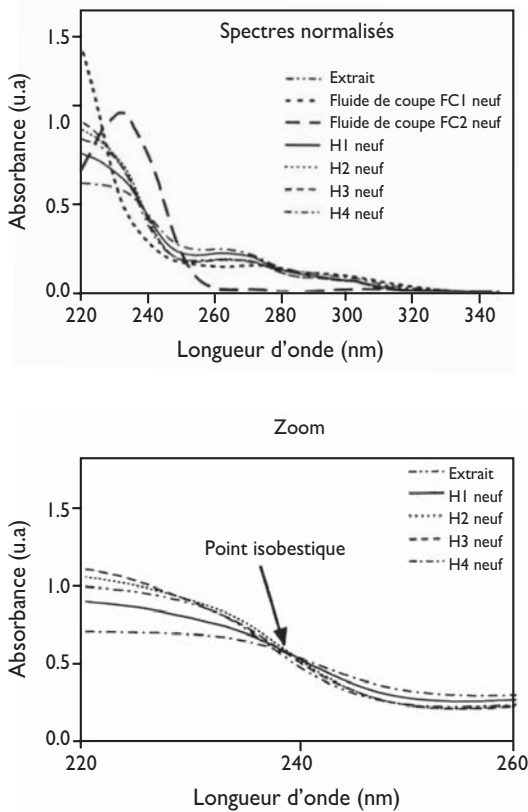 Spectres normalisés
Absorbance (u.a)
1.5
1.0
0.5
0.0
Extrait
Fluide de coupe FC1 neuf
Fluide de coupe FC2 neuf
H1 neuf
H2 neuf
H3 neuf
H4 neuf
220 240 260 280 300 320 340
Longueur d'onde (nm)
Zoom
Absorbance (u.a)
1.5
1.0
0.5
0.0
Extrait
H1 neuf
H2 neuf
H3 neuf
H4 neuf
Point isobestique
220 240 260
Longueur d'onde (nm)